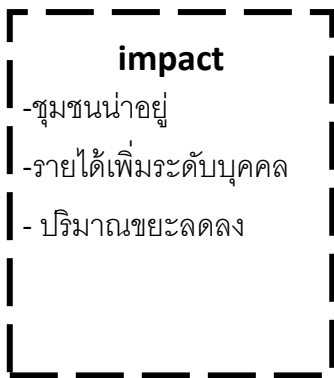 impact
-ชุมชนน่าอยู่
-รายได้เพิ่มระดับบุคคล
- ปริมาณขยะลดลง